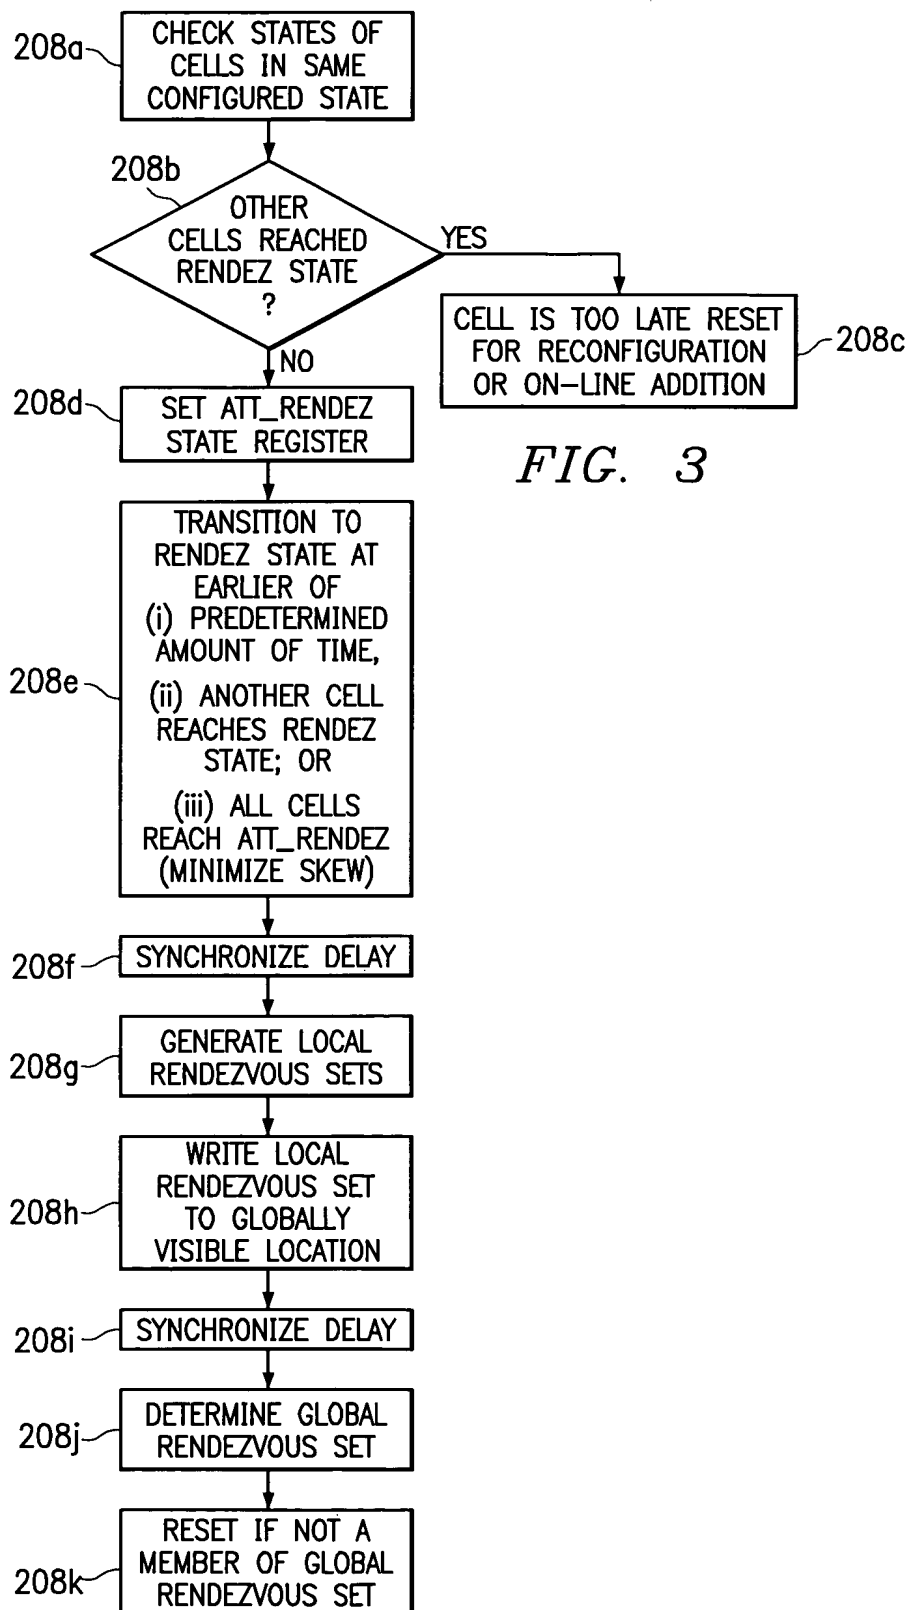 208a
CHECK STATES OF
CELLS IN SAME
CONFIGURED STATE
208b
OTHER
CELLS REACHED
RENDEZ STATE
?
YES
CELL IS TOO LATE RESET
FOR RECONFIGURATION
OR ON-LINE ADDITION
208c
NO
208d
SET ATT_RENDEZ
STATE REGISTER
FIG. 3
208e
TRANSITION TO
RENDEZ STATE AT
EARLIER OF
(i) PREDETERMINED
AMOUNT OF TIME,
(ii) ANOTHER CELL
REACHES RENDEZ
STATE; OR
(iii) ALL CELLS
REACH ATT_RENDEZ
(MINIMIZE SKEW)
208f
SYNCHRONIZE DELAY
208g
GENERATE LOCAL
RENDEZVOUS SETS
208h
WRITE LOCAL
RENDEZVOUS SET
TO GLOBALLY
VISIBLE LOCATION
208i
SYNCHRONIZE DELAY
208j
DETERMINE GLOBAL
RENDEZVOUS SET
208k
RESET IF NOT A
MEMBER OF GLOBAL
RENDEZVOUS SET